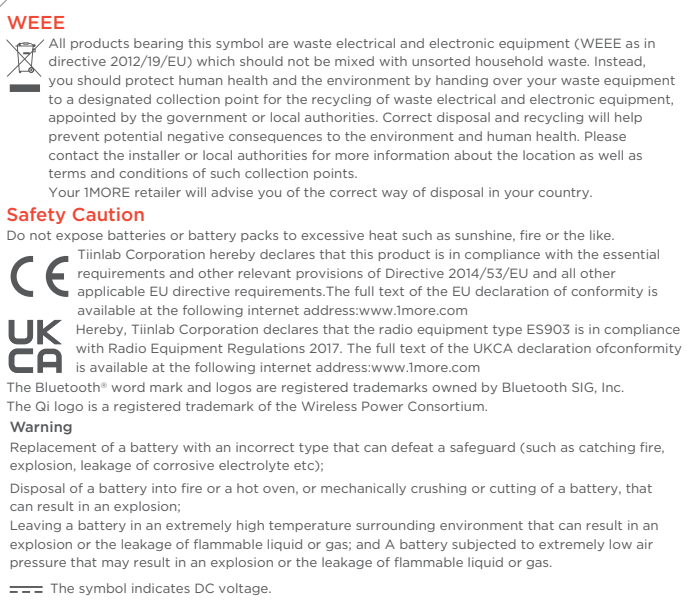 WEEE
All products bearing this symbol are waste electrical and electronic equipment (WEEE as in
directive 2012/19/EU) which should not be mixed with unsorted household waste. Instead,
you should protect human health and the environment by handing over your waste equipment
to a designated collection point for the recycling of waste electrical and electronic equipment,
appointed by the government or local authorities. Correct disposal and recycling will help
prevent potential negative consequences to the environment and human health. Please
contact the installer or local authorities for more information about the location as well as
terms and conditions of such collection points.
Your 1MORE retailer will advise you of the correct way of disposal in your country.
Safety Caution
Do not expose batteries or battery packs to excessive heat such as sunshine, fire or the like.
CE
Tiinlab Corporation hereby declares that this product is in compliance with the essential
requirements and other relevant provisions of Directive 2014/53/EU and all other
applicable EU directive requirements.The full text of the EU declaration of conformity is
available at the following internet address:www.1more.com
UK
CA
Hereby, Tiinlab Corporation declares that the radio equipment type ES903 is in compliance
with Radio Equipment Regulations 2017. The full text of the UKCA declaration ofconformity
is available at the following internet address:www.1more.com
The Bluetooth® word mark and logos are registered trademarks owned by Bluetooth SIG, Inc.
The Qi logo is a registered trademark of the Wireless Power Consortium.
Warning
Replacement of a battery with an incorrect type that can defeat a safeguard (such as catching fire,
explosion, leakage of corrosive electrolyte etc);
Disposal of a battery into fire or a hot oven, or mechanically crushing or cutting of a battery, that
can result in an explosion;
Leaving a battery in an extremely high temperature surrounding environment that can result in an
explosion or the leakage of flammable liquid or gas; and A battery subjected to extremely low air
pressure that may result in an explosion or the leakage of flammable liquid or gas.
The symbol indicates DC voltage.